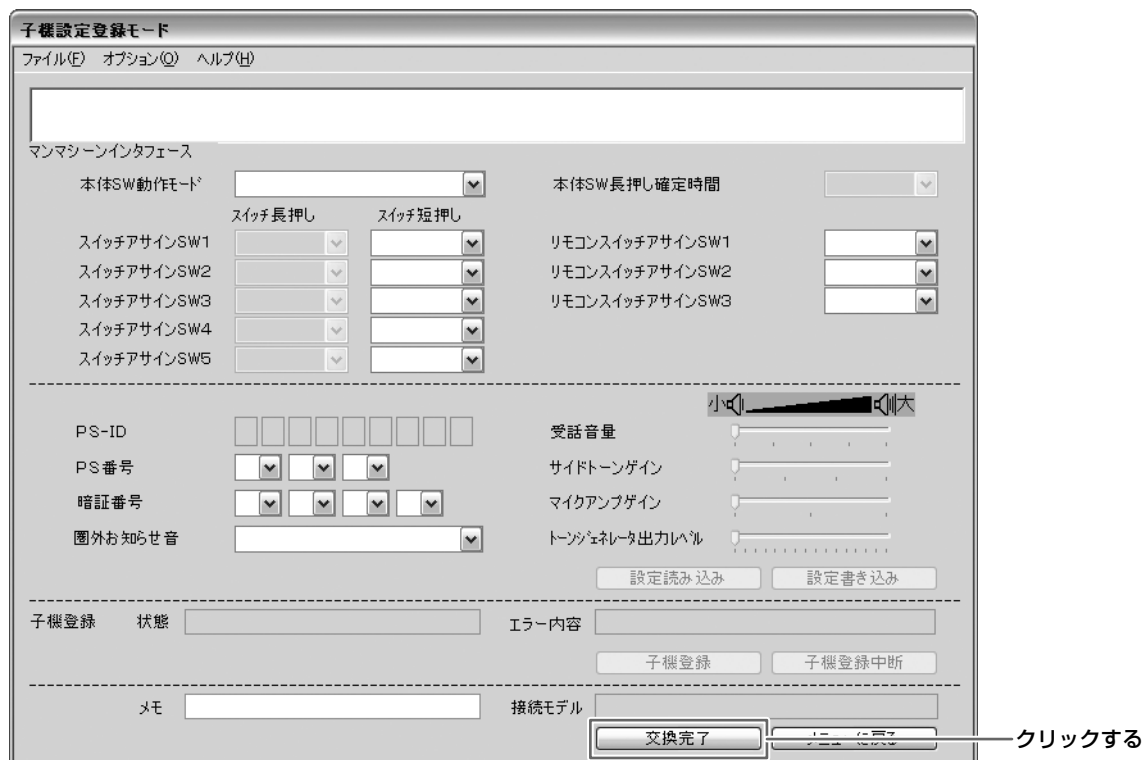 子機設定登録モード
ファイル(F) オプション(O) ヘルプ(H)
マンマシーンインタフェース
本体SW動作モード
本体SW長押し確定時間
スイッチ長押し スイッチ短押し
スイッチアサインSW1
リモコンスイッチアサインSW1
スイッチアサインSW2
リモコンスイッチアサインSW2
スイッチアサインSW3
リモコンスイッチアサインSW3
スイッチアサインSW4
スイッチアサインSW5
小 大
PS-ID
受話音量
PS番号
サイドトーンゲイン
暗証番号
マイクアンプゲイン
圏外お知らせ音
トーンジェネレータ出力レベル
設定読み込み 設定書き込み
子機登録 状態
エラー内容
子機登録 子機登録中断
メモ
接続モデル
交換完了 メニューに戻る
クリックする